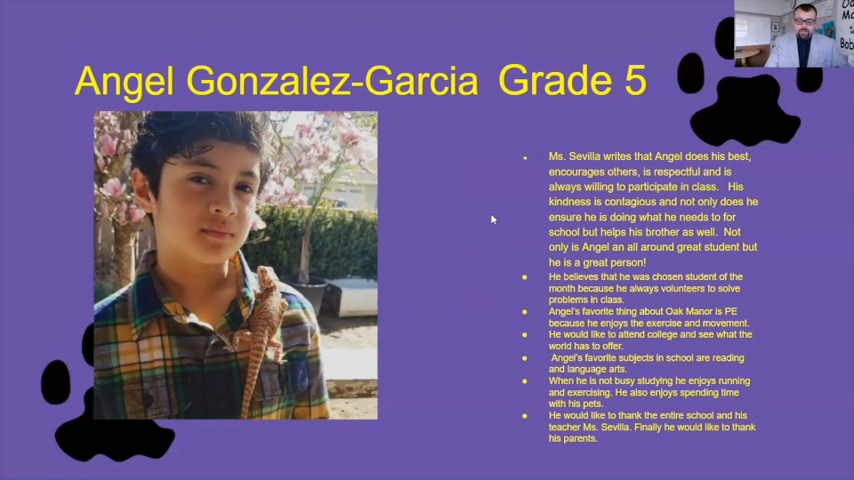 Angel Gonzalez-Garcia Grade 5
Ms. Sevilla writes that Angel does his best,
encourages others, is respectful and is
always willing to participate in class. His
kindness is contagious and not only does he
ensure he is doing what he needs to for
school but helps his brother as well. Not
only is Angel an all around great student but
he is a great person!
He believes that he was chosen student of the
month because he always volunteers to solve
problems in class.
Angel's favorite thing about Oak Manor is PE
because he enjoys the exercise and movement.
He would like to attend college and see what the
world has to offer.
Angel's favorite subjects in school are reading
and language arts.
When he is not busy studying he enjoys running
and exercising. He also enjoys spending time
with his pets.
He would like to thank the entire school and his
teacher Ms. Sevilla. Finally he would like to thank
his parents.